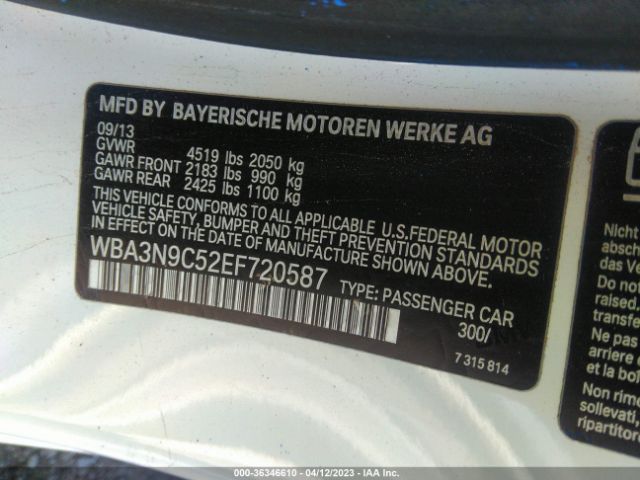 MFD BY BAYERISCHE MOTOREN WERKE AG
09/13
GVWR 4519 lbs 2050 kg
GAWR FRONT 2183 lbs 990 kg
GAWR REAR 2425 lbs 1100 kg
THIS VEHICLE CONFORMS TO ALL APPLICABLE U.S.FEDERAL MOTOR
VEHICLE SAFETY, BUMPER AND THEFT PREVENTION STANDARDS
IN EFFECT ON THE DATE OF MANUFACTURE SHOWN ABOVE.
WBA3N9C52EF720587 TYPE: PASSENGER CAR
300/
7 315 814
Nicht
absch
das V
Do not
raised.
transfe
Ne pas
arriere
et la boî
Non rim
sollevati,
ripartitor
000-36346610 - 04/12/2023 - IAA Inc.